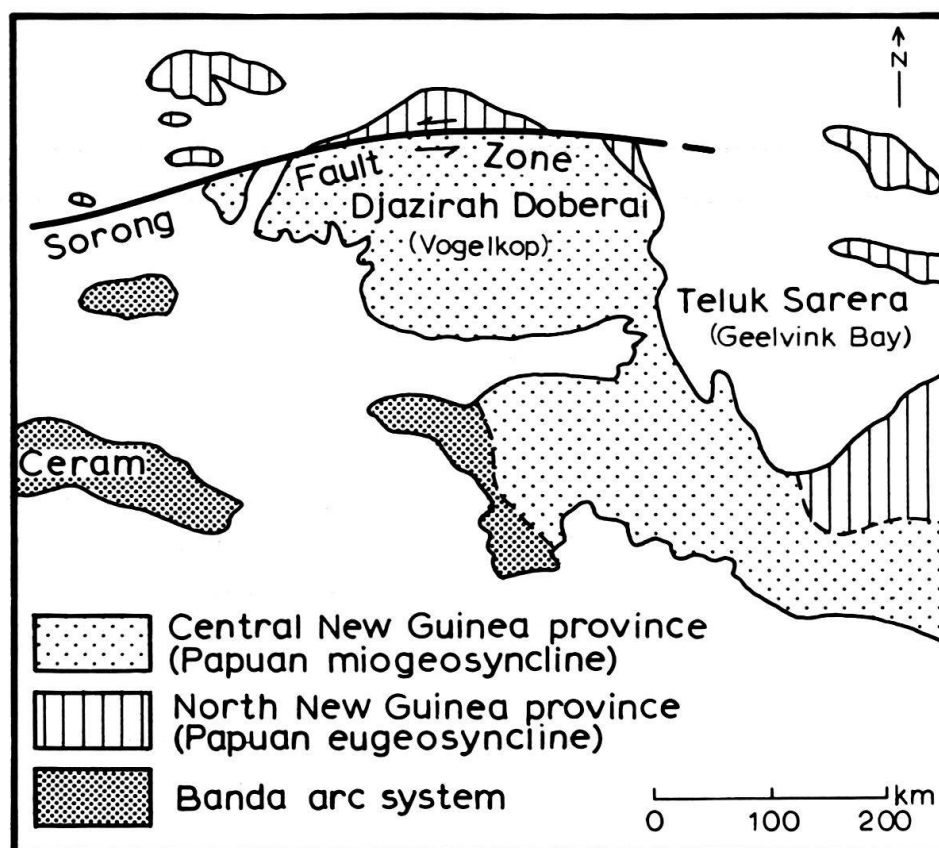 N
Sorong Fault Zone
Djazirah Doberai
(Vogelkop)
Teluk Sarera
(Geelvink Bay)
Ceram
Central New Guinea province
(Papuan miogeosyncline)
North New Guinea province
(Papuan eugeosyncline)
Banda arc system
km
0 100 200